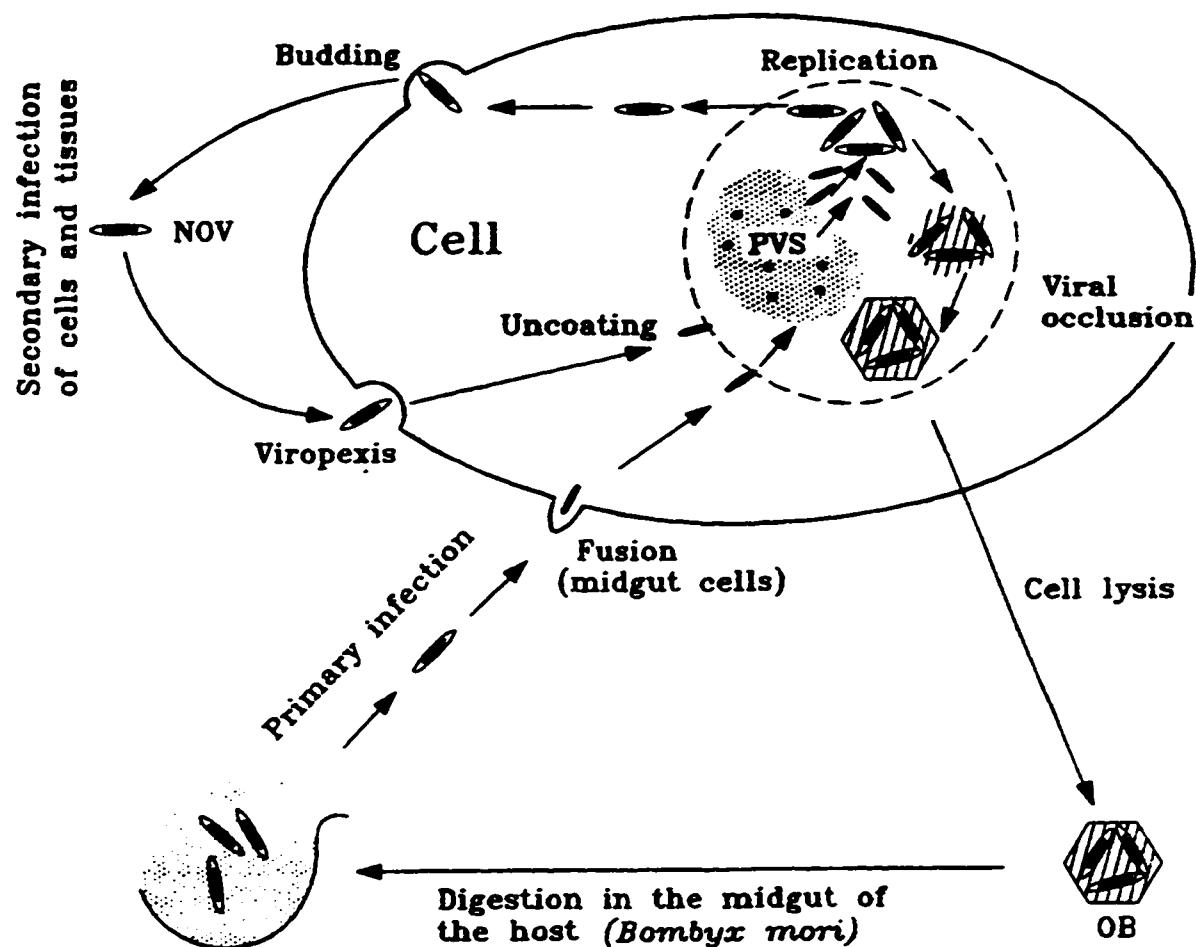 Budding
Replication
Secondary infection
of cells and tissues
NOV
Cell
PVS
Uncoating
Viral
occlusion
Viropexis
Fusion
(midgut cells)
Cell lysis
Primary infection
Digestion in the midgut of
the host (Bombyx mori)
OB